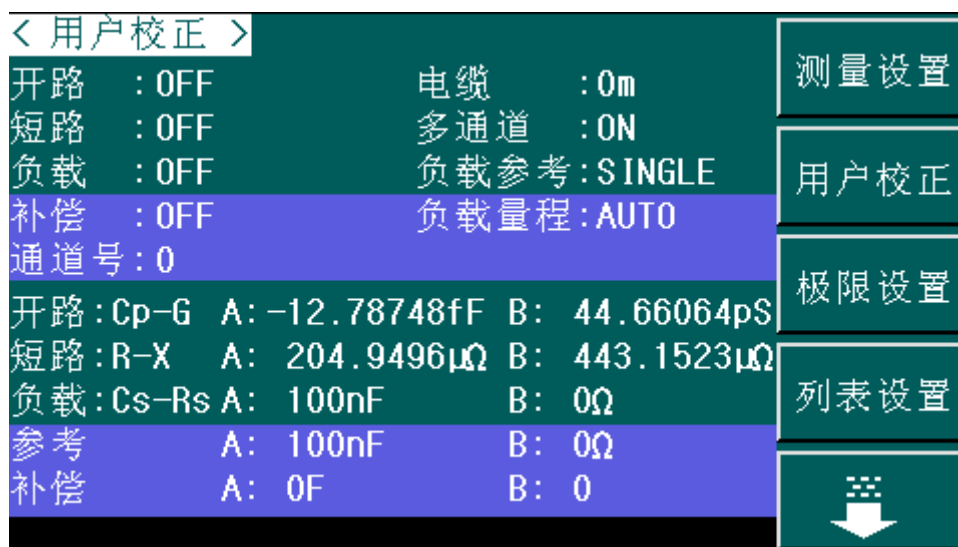 < 用户校正 >
开路 :OFF 电缆 :0m
短路 :OFF 多通道 :ON
负载 :OFF 负载参考:SINGLE
补偿 :OFF 负载量程:AUTO
通道号:0
开路:Cp-G A:-12.78748fF B: 44.66064pS
短路:R-X A: 204.9496μΩ B: 443.1523μΩ
负载:Cs-Rs A: 100nF B: 0Ω
参考 A: 100nF B: 0Ω
补偿 A: 0F B: 0
测量设置
用户校正
极限设置
列表设置